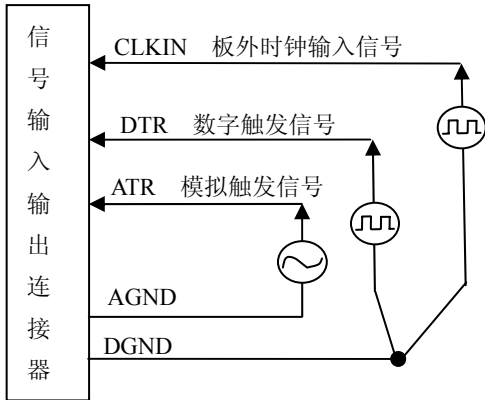 信号输入输出连接器
CLKIN 板外时钟输入信号
DTR 数字触发信号
ATR 模拟触发信号
AGND
DGND